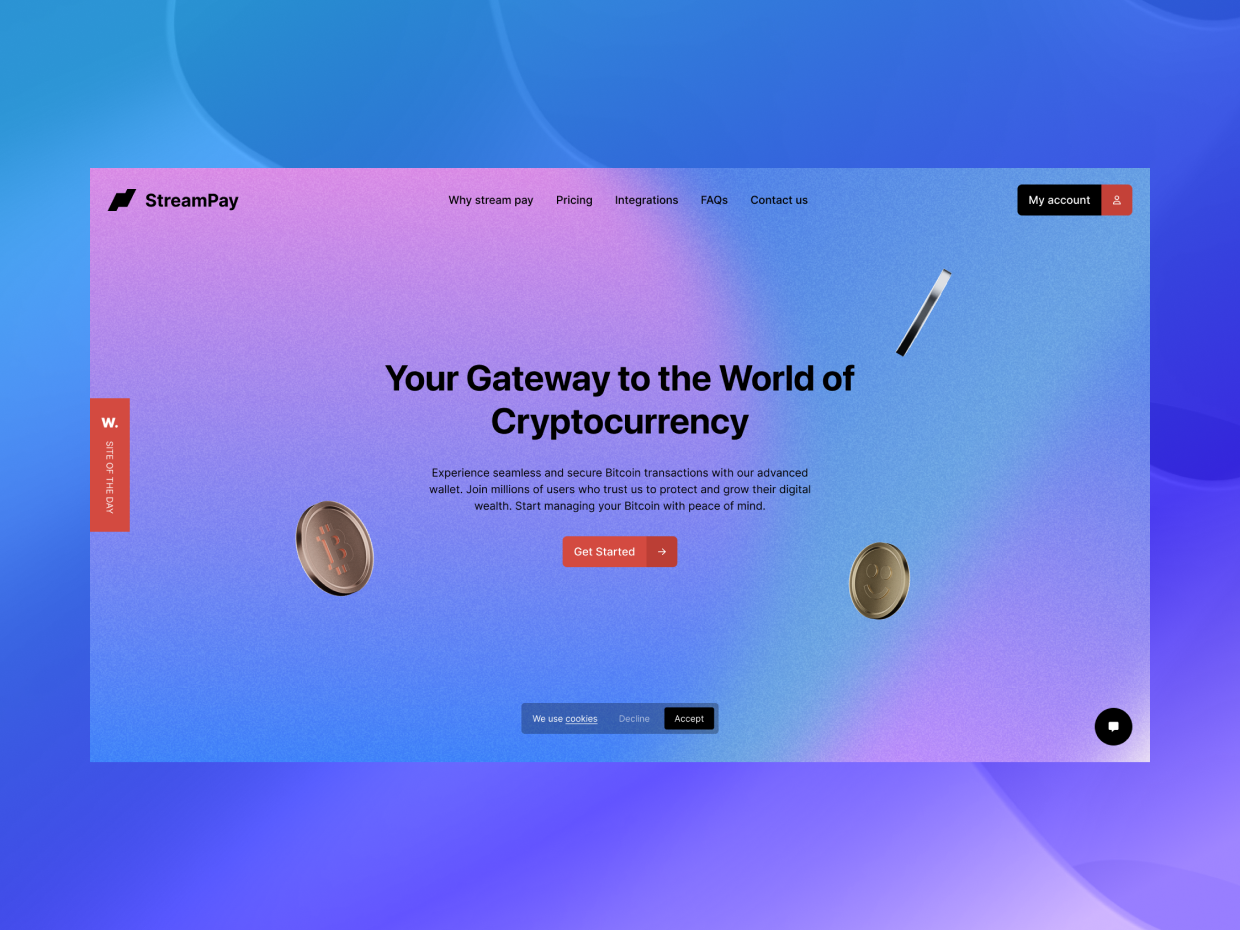 StreamPay
Why stream pay
Pricing
Integrations
FAQs
Contact us
My account
Your Gateway to the World of
Cryptocurrency
Experience seamless and secure Bitcoin transactions with our advanced
wallet. Join millions of users who trust us to protect and grow their digital
wealth. Start managing your Bitcoin with peace of mind.
Get Started
W.
SITE OF THE DAY
We use cookies
Decline
Accept